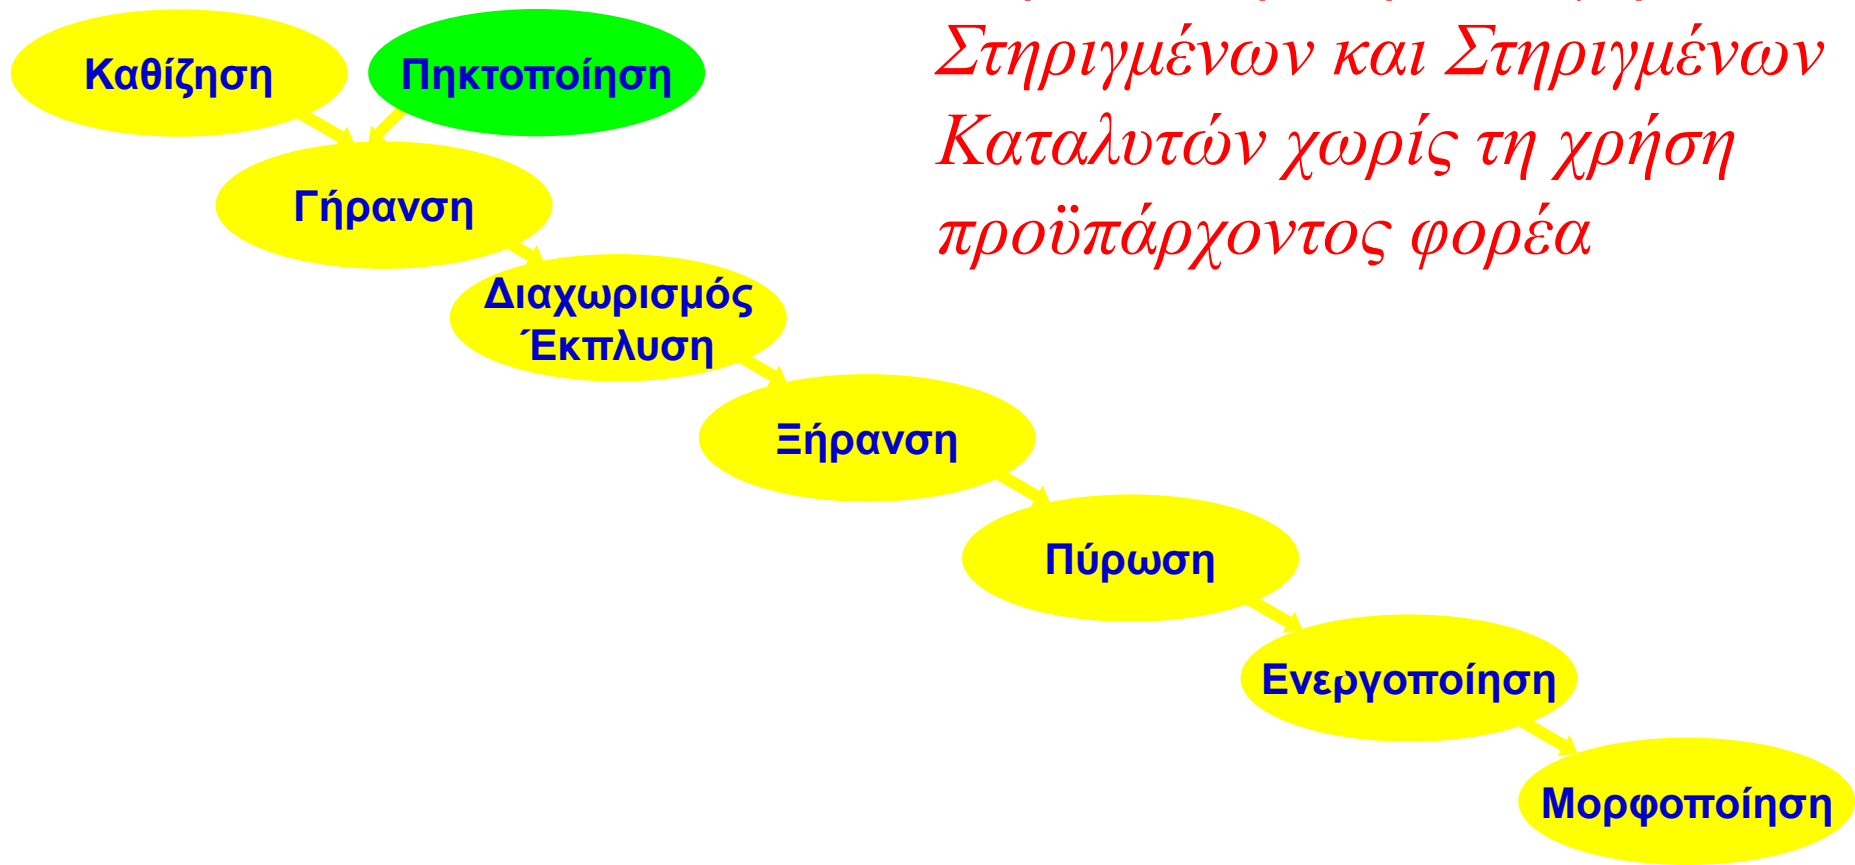 Στηριγμένων και Στηριγμένων
Καταλυτών χωρίς τη χρήση
προϋπάρχοντος φορέα
Καθίζηση
Πηκτοποίηση
Γήρανση
Διαχωρισμός
Έκπλυση
Ξήρανση
Πύρωση
Ενεργοποίηση
Μορφοποίηση